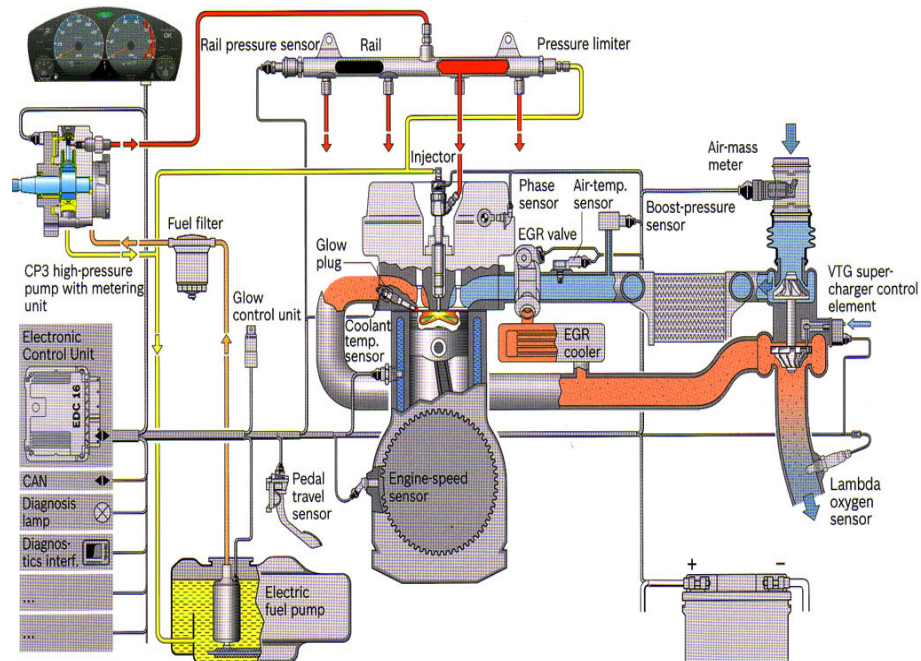 Rail pressure sensor
Rail
Pressure limiter
Injector
Air-mass
meter
Phase
sensor
Air-temp.
sensor
Boost-pressure
sensor
Fuel filter
Glow
plug
EGR valve
CP3 high-pressure
pump with metering
unit
VTG super-
charger control
element
Glow
control unit
Coolant
temp.
sensor
EGR
cooler
Electronic
Control Unit
EDC 16
CAN
Diagnosis
lamp
Diagnos-
tics interf.
...
...
Pedal
travel
sensor
Engine-speed
sensor
Lambda
oxygen
sensor
Electric
fuel pump
+
–